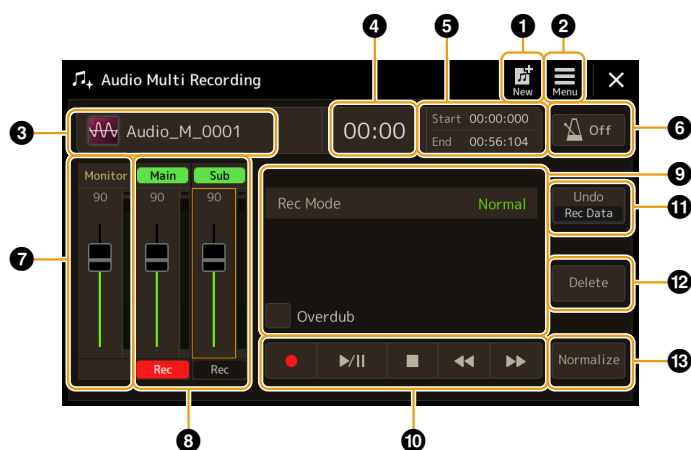 1 2 4 5
Audio Multi Recording
New
Menu
3
Audio_M_0001
00:00
Start 00:00:000
End 00:56:104
Off
6
Monitor Main Sub
90 90 90
Rec Mode Normal
9
Undo
Rec Data
11
7
Delete
12
Overdub
Rec Rec
Normalize
13
8 10